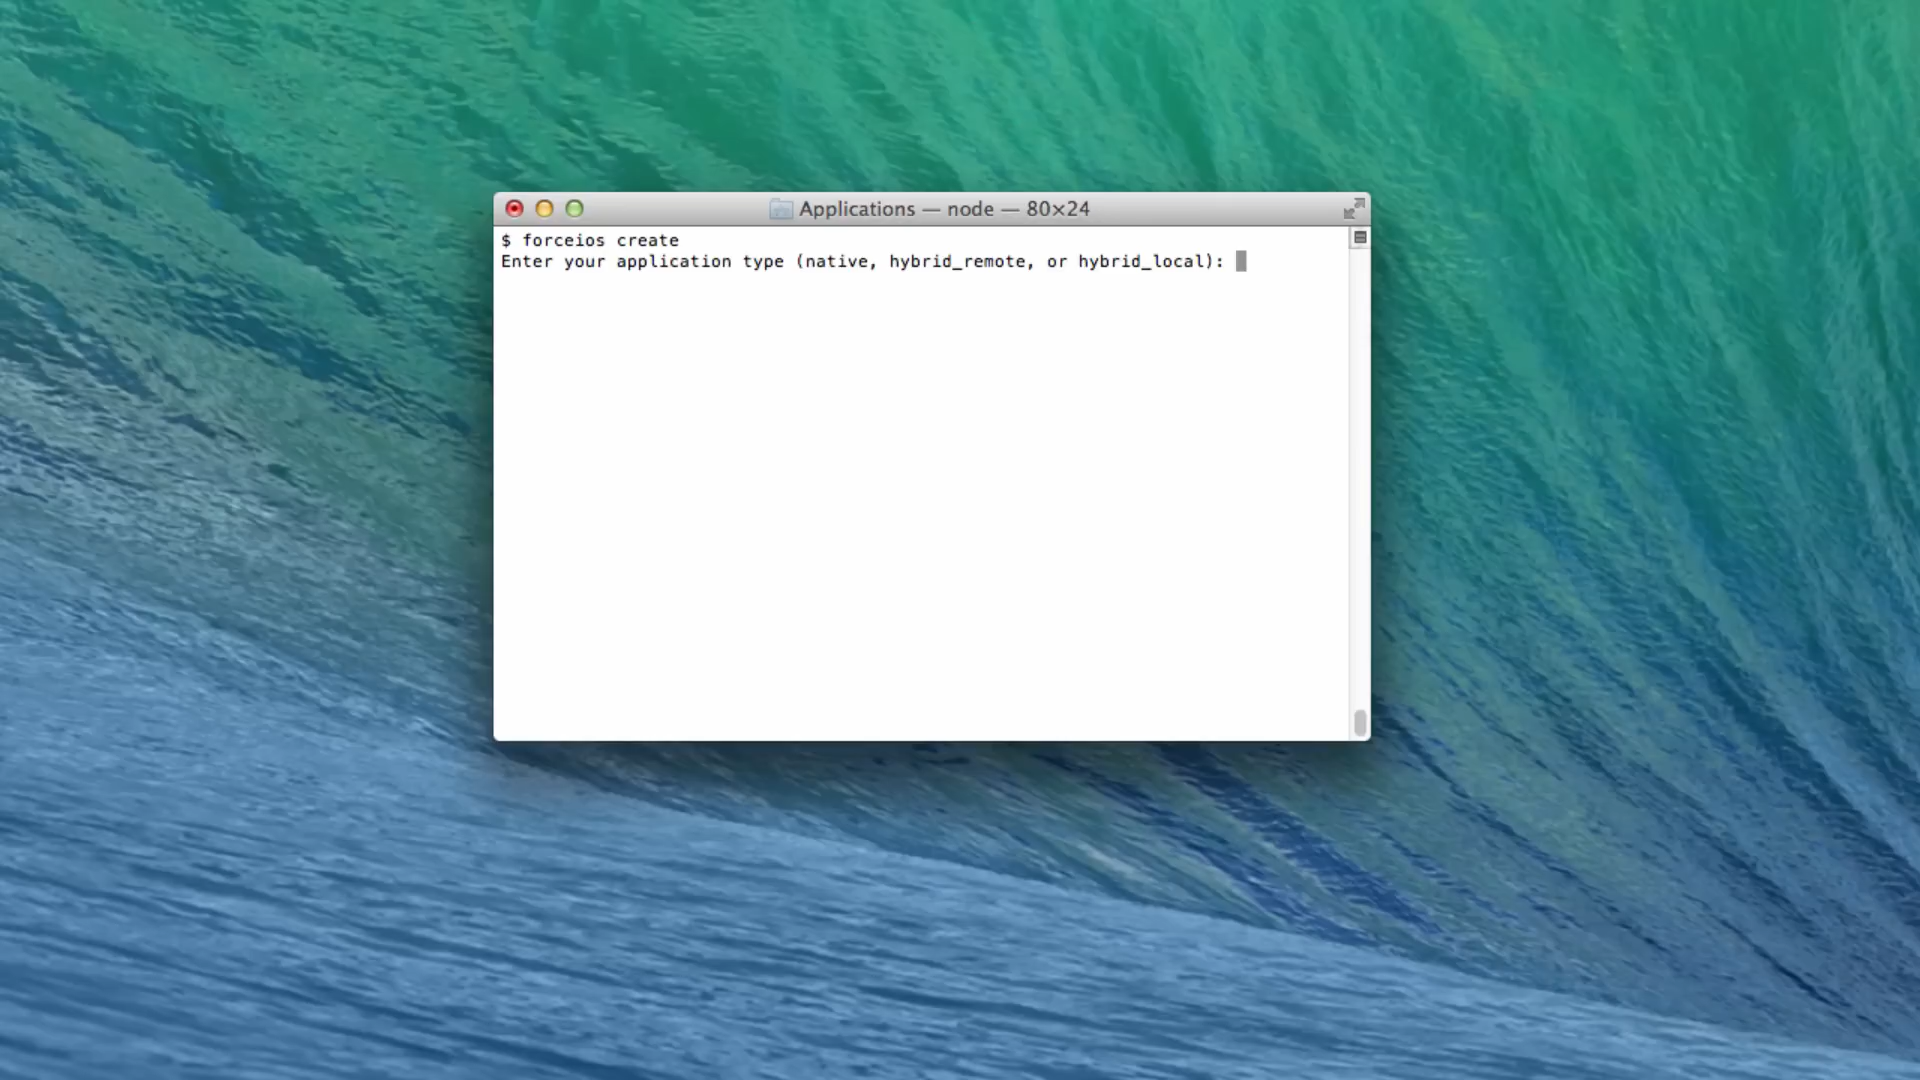 Applications — node — 80×24
$ forceios create
Enter your application type (native, hybrid_remote, or hybrid_local):